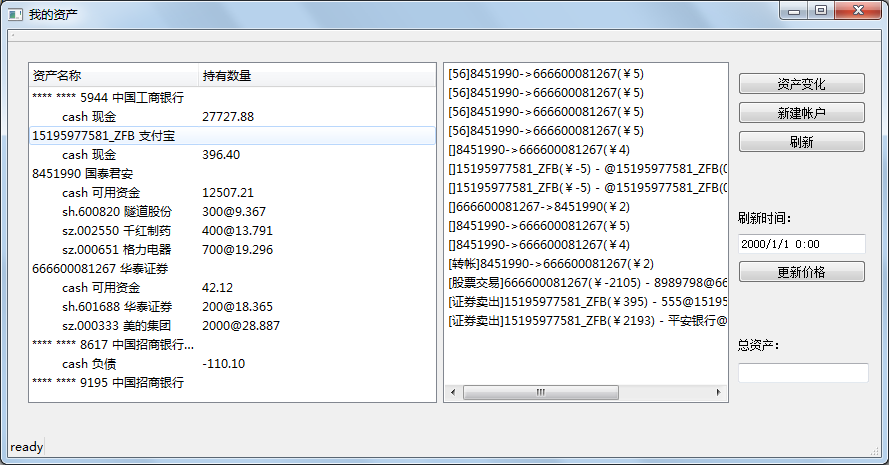 我的资产
资产名称 持有数量
**** **** 5944 中国工商银行
cash 现金 27727.88
15195977581_ZFB 支付宝
cash 现金 396.40
8451990 国泰君安
cash 可用资金 12507.21
sh.600820 隧道股份 300@9.367
sz.002550 千红制药 400@13.791
sz.000651 格力电器 700@19.296
666600081267 华泰证券
cash 可用资金 42.12
sh.601688 华泰证券 200@18.365
sz.000333 美的集团 2000@28.887
**** **** 8617 中国招商银行...
cash 负债 -110.10
**** **** 9195 中国招商银行
[56]8451990->666600081267(￥5)
[56]8451990->666600081267(￥5)
[56]8451990->666600081267(￥5)
[56]8451990->666600081267(￥5)
[]8451990->666600081267(￥4)
[]15195977581_ZFB(￥-5) - @15195977581_ZFB(0
[]15195977581_ZFB(￥-5) - @15195977581_ZFB(0
[]666600081267->8451990(￥2)
[]8451990->666600081267(￥5)
[]8451990->666600081267(￥4)
[转帐]8451990->666600081267(￥2)
[股票交易]666600081267(￥-2105) - 8989798@66
[证券卖出]15195977581_ZFB(￥395) - 555@15195
[证券卖出]15195977581_ZFB(￥2193) - 平安银行@
资产变化
新建帐户
刷新
刷新时间：
2000/1/1 0:00
更新价格
总资产：
ready